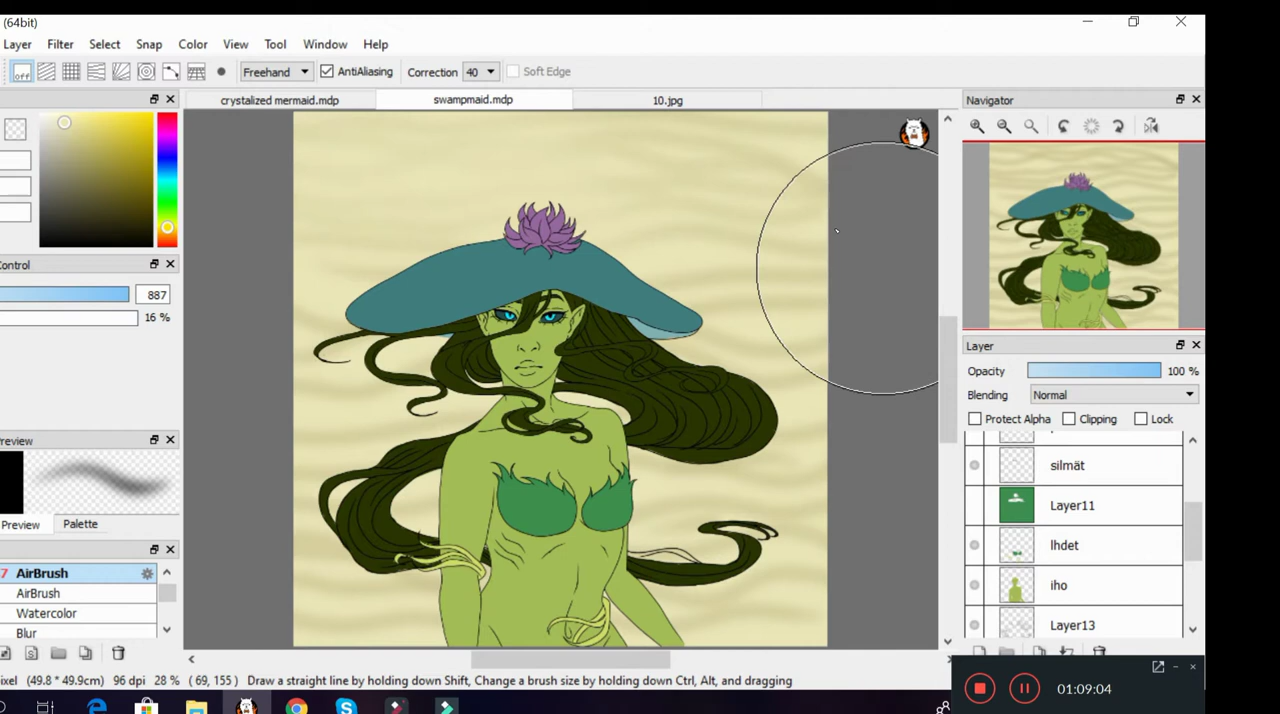 (64bit)
Layer Filter Select Snap Color View Tool Window Help
off Freehand AntiAliasing Correction 40 Soft Edge
crystalized mermaid.mdp swampmaid.mdp 10.jpg
Navigator
Control
887
16 %
Preview
Preview Palette
7 AirBrush
AirBrush
Watercolor
Blur
Layer
Opacity 100 %
Blending Normal
Protect Alpha Clipping Lock
silmät
Layer11
lhdet
iho
Layer13
ixel (49.8 * 49.9cm) 96 dpi 28 % ( 69, 155 ) Draw a straight line by holding down Shift, Change a brush size by holding down Ctrl, Alt, and dragging
01:09:04